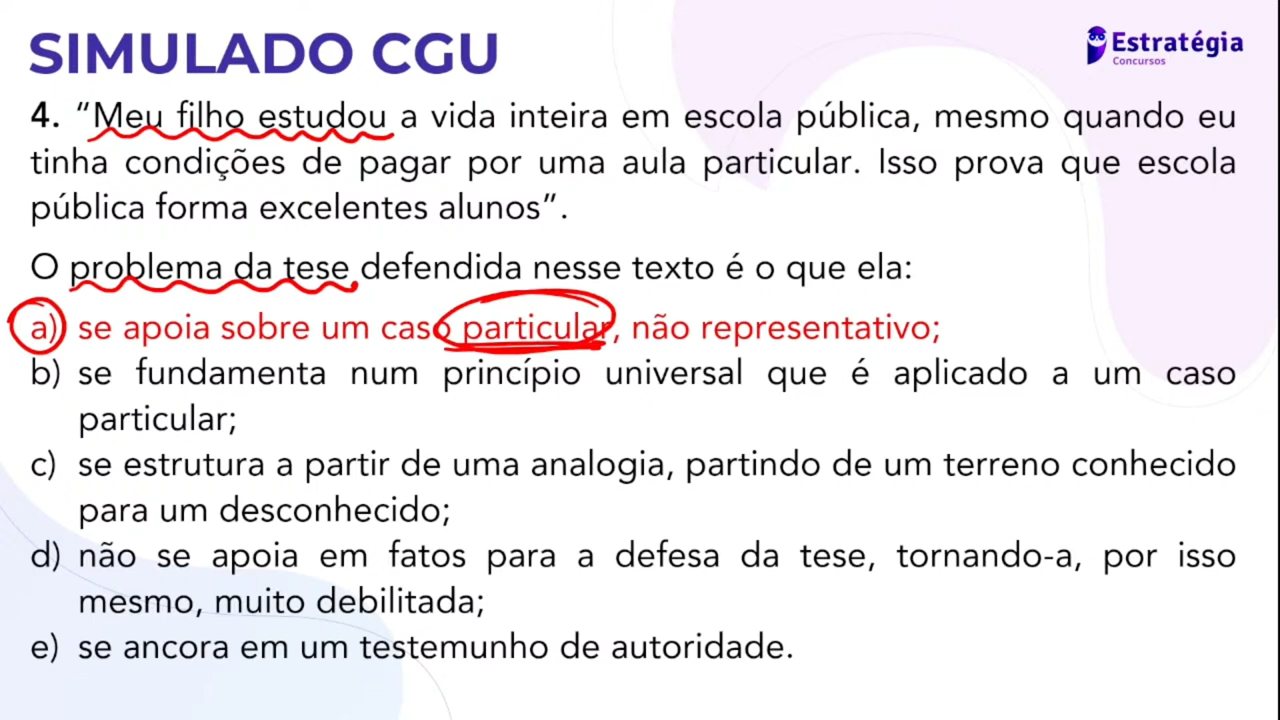 SIMULADO CGU
Estratégia
Concursos
4. “Meu filho estudou a vida inteira em escola pública, mesmo quando eu
tinha condições de pagar por uma aula particular. Isso prova que escola
pública forma excelentes alunos”.
O problema da tese defendida nesse texto é o que ela:
a) se apoia sobre um caso particular, não representativo;
b) se fundamenta num princípio universal que é aplicado a um caso
particular;
c) se estrutura a partir de uma analogia, partindo de um terreno conhecido
para um desconhecido;
d) não se apoia em fatos para a defesa da tese, tornando-a, por isso
mesmo, muito debilitada;
e) se ancora em um testemunho de autoridade.